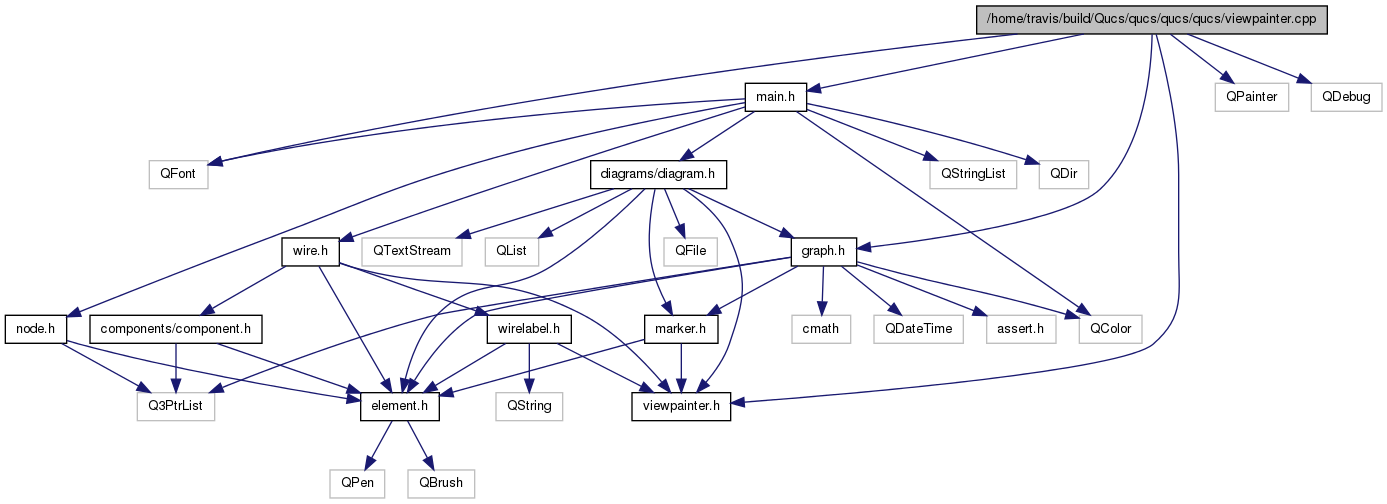 /home/travis/build/Qucs/qucs/qucs/qucs/viewpainter.cpp
main.h
QPainter
QDebug
QFont
diagrams/diagram.h
QStringList
QDir
wire.h
QTextStream
QList
QFile
graph.h
node.h
components/component.h
wirelabel.h
marker.h
cmath
QDateTime
assert.h
QColor
Q3PtrList
element.h
QString
viewpainter.h
QPen
QBrush